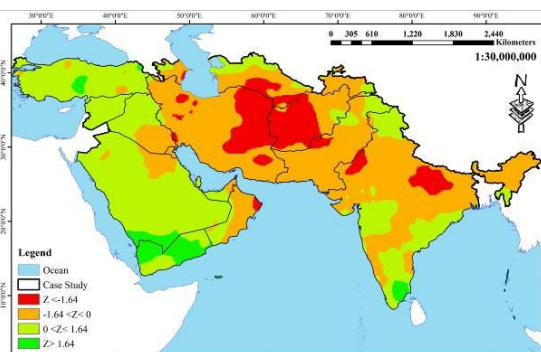 30°0'0"E 50°0'0"E 60°0'0"E 70°0'0"E 80°0'0"E 90°0'0"E
0 305 610 1,220 1,830 2,440
Kilometers
1:30,000,000
N
40°0'0"N
30°0'0"N
20°0'0"N
10°0'0"N
Legend
Ocean
Case Study
Z <-1.64
-1.64 <Z< 0
0 <Z< 1.64
Z> 1.64